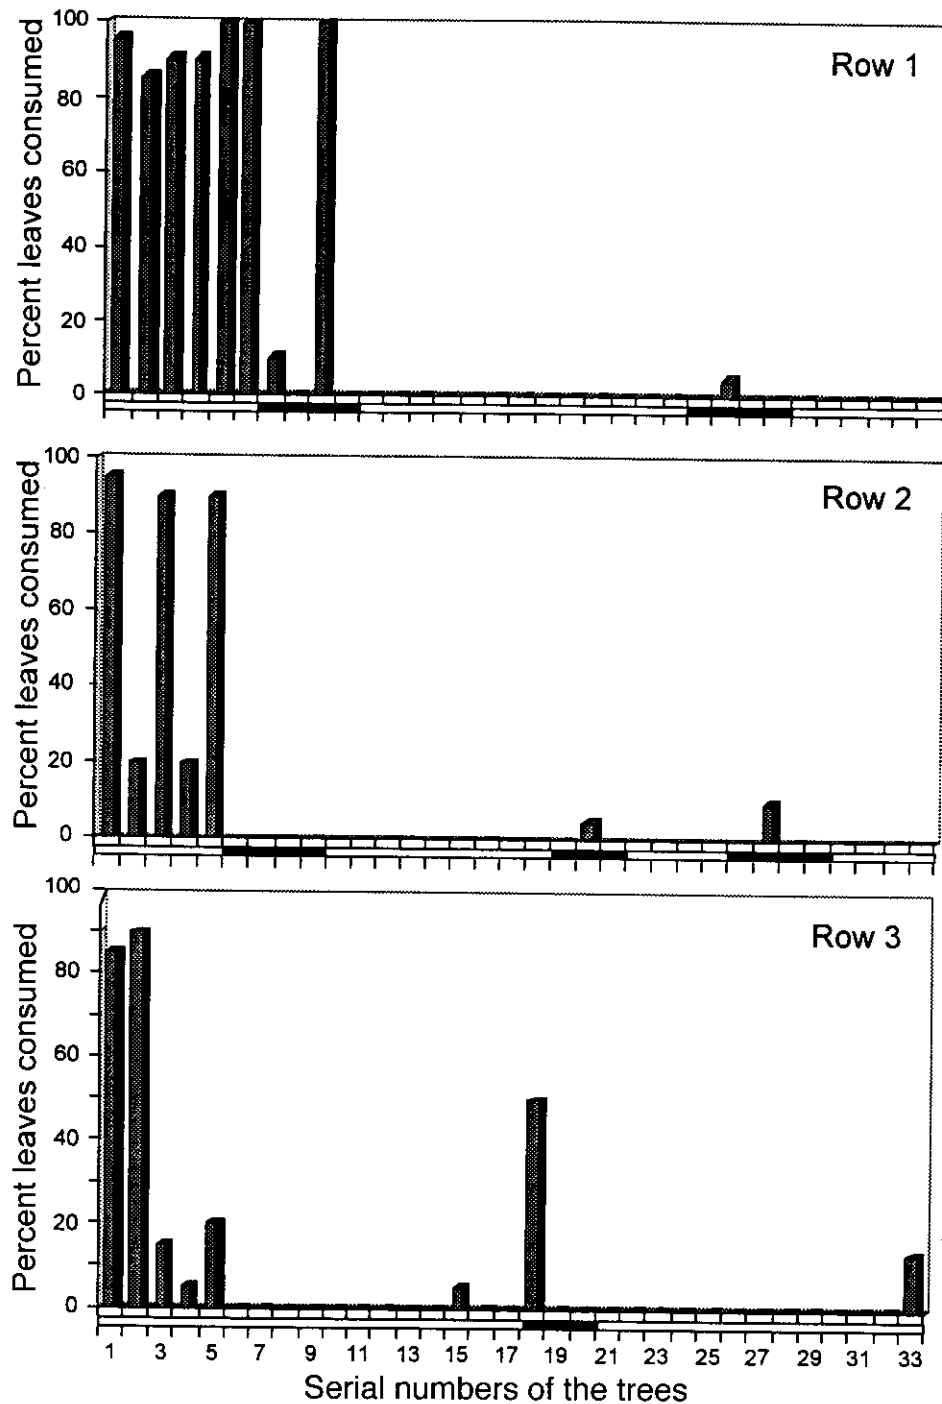 Row 1
Percent leaves consumed
100
80
60
40
20
0
Row 2
Percent leaves consumed
100
80
60
40
20
0
Row 3
Percent leaves consumed
100
80
60
40
20
0
1 3 5 7 9 11 13 15 17 19 21 23 25 27 29 31 33
Serial numbers of the trees